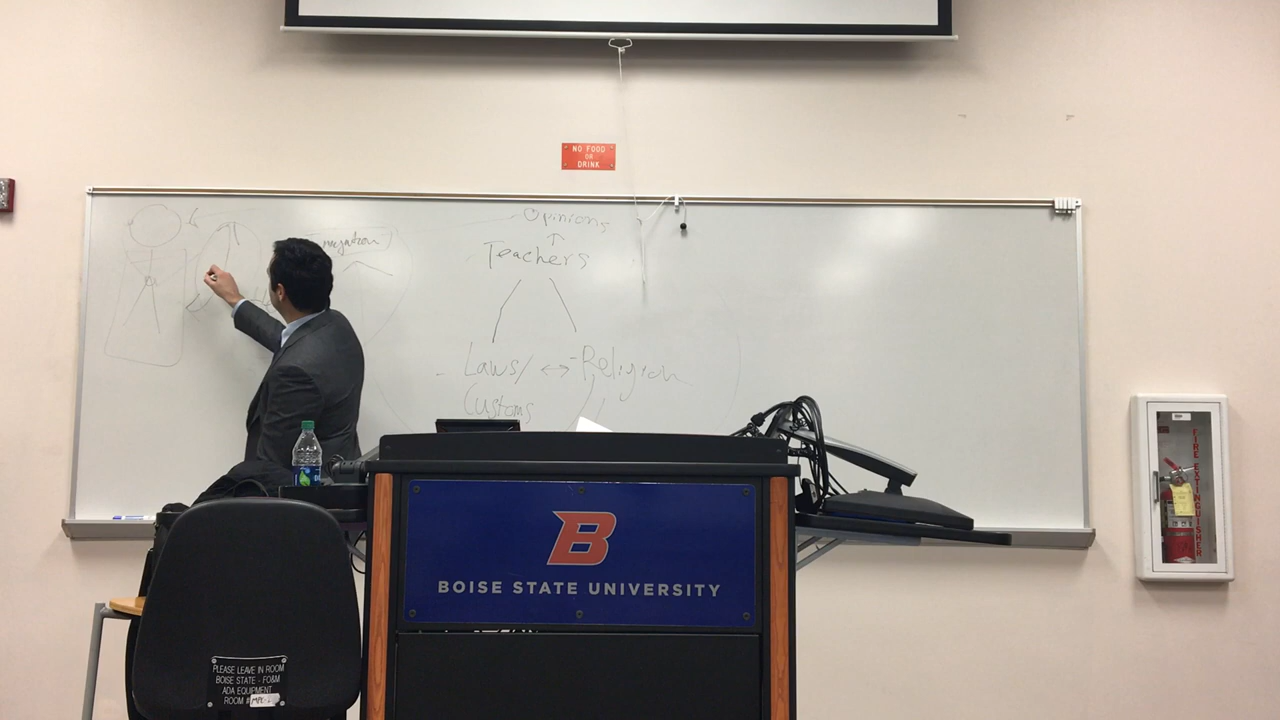 NO FOOD
OR
DRINK
Opinions
Teachers
Laws/ ↔ Religion
Customs
FIRE EXTINGUISHER
B
BOISE STATE UNIVERSITY
PLEASE LEAVE IN ROOM
BOISE STATE - FO&M
ADA EQUIPMENT
ROOM #